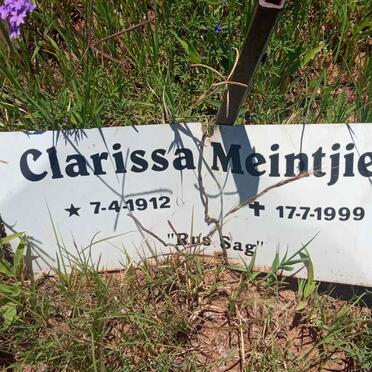 Clarissa Meintjie
★ 7-4-1912 ✝ 17-7-1999
"Rus Sag"